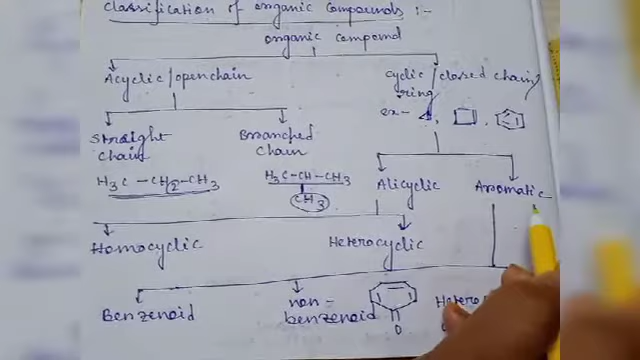 Classification of organic compounds :-
organic compound
Acyclic/open chain
cyclic/closed chain/
ring
ex- , ,
Straight
chain
Branched
chain
H3C - CH2 - CH3
H3C - CH - CH3
CH3
Alicyclic
Aromatic
Homocyclic
Heterocyclic
Benzenoid
non-
benzenoid
O